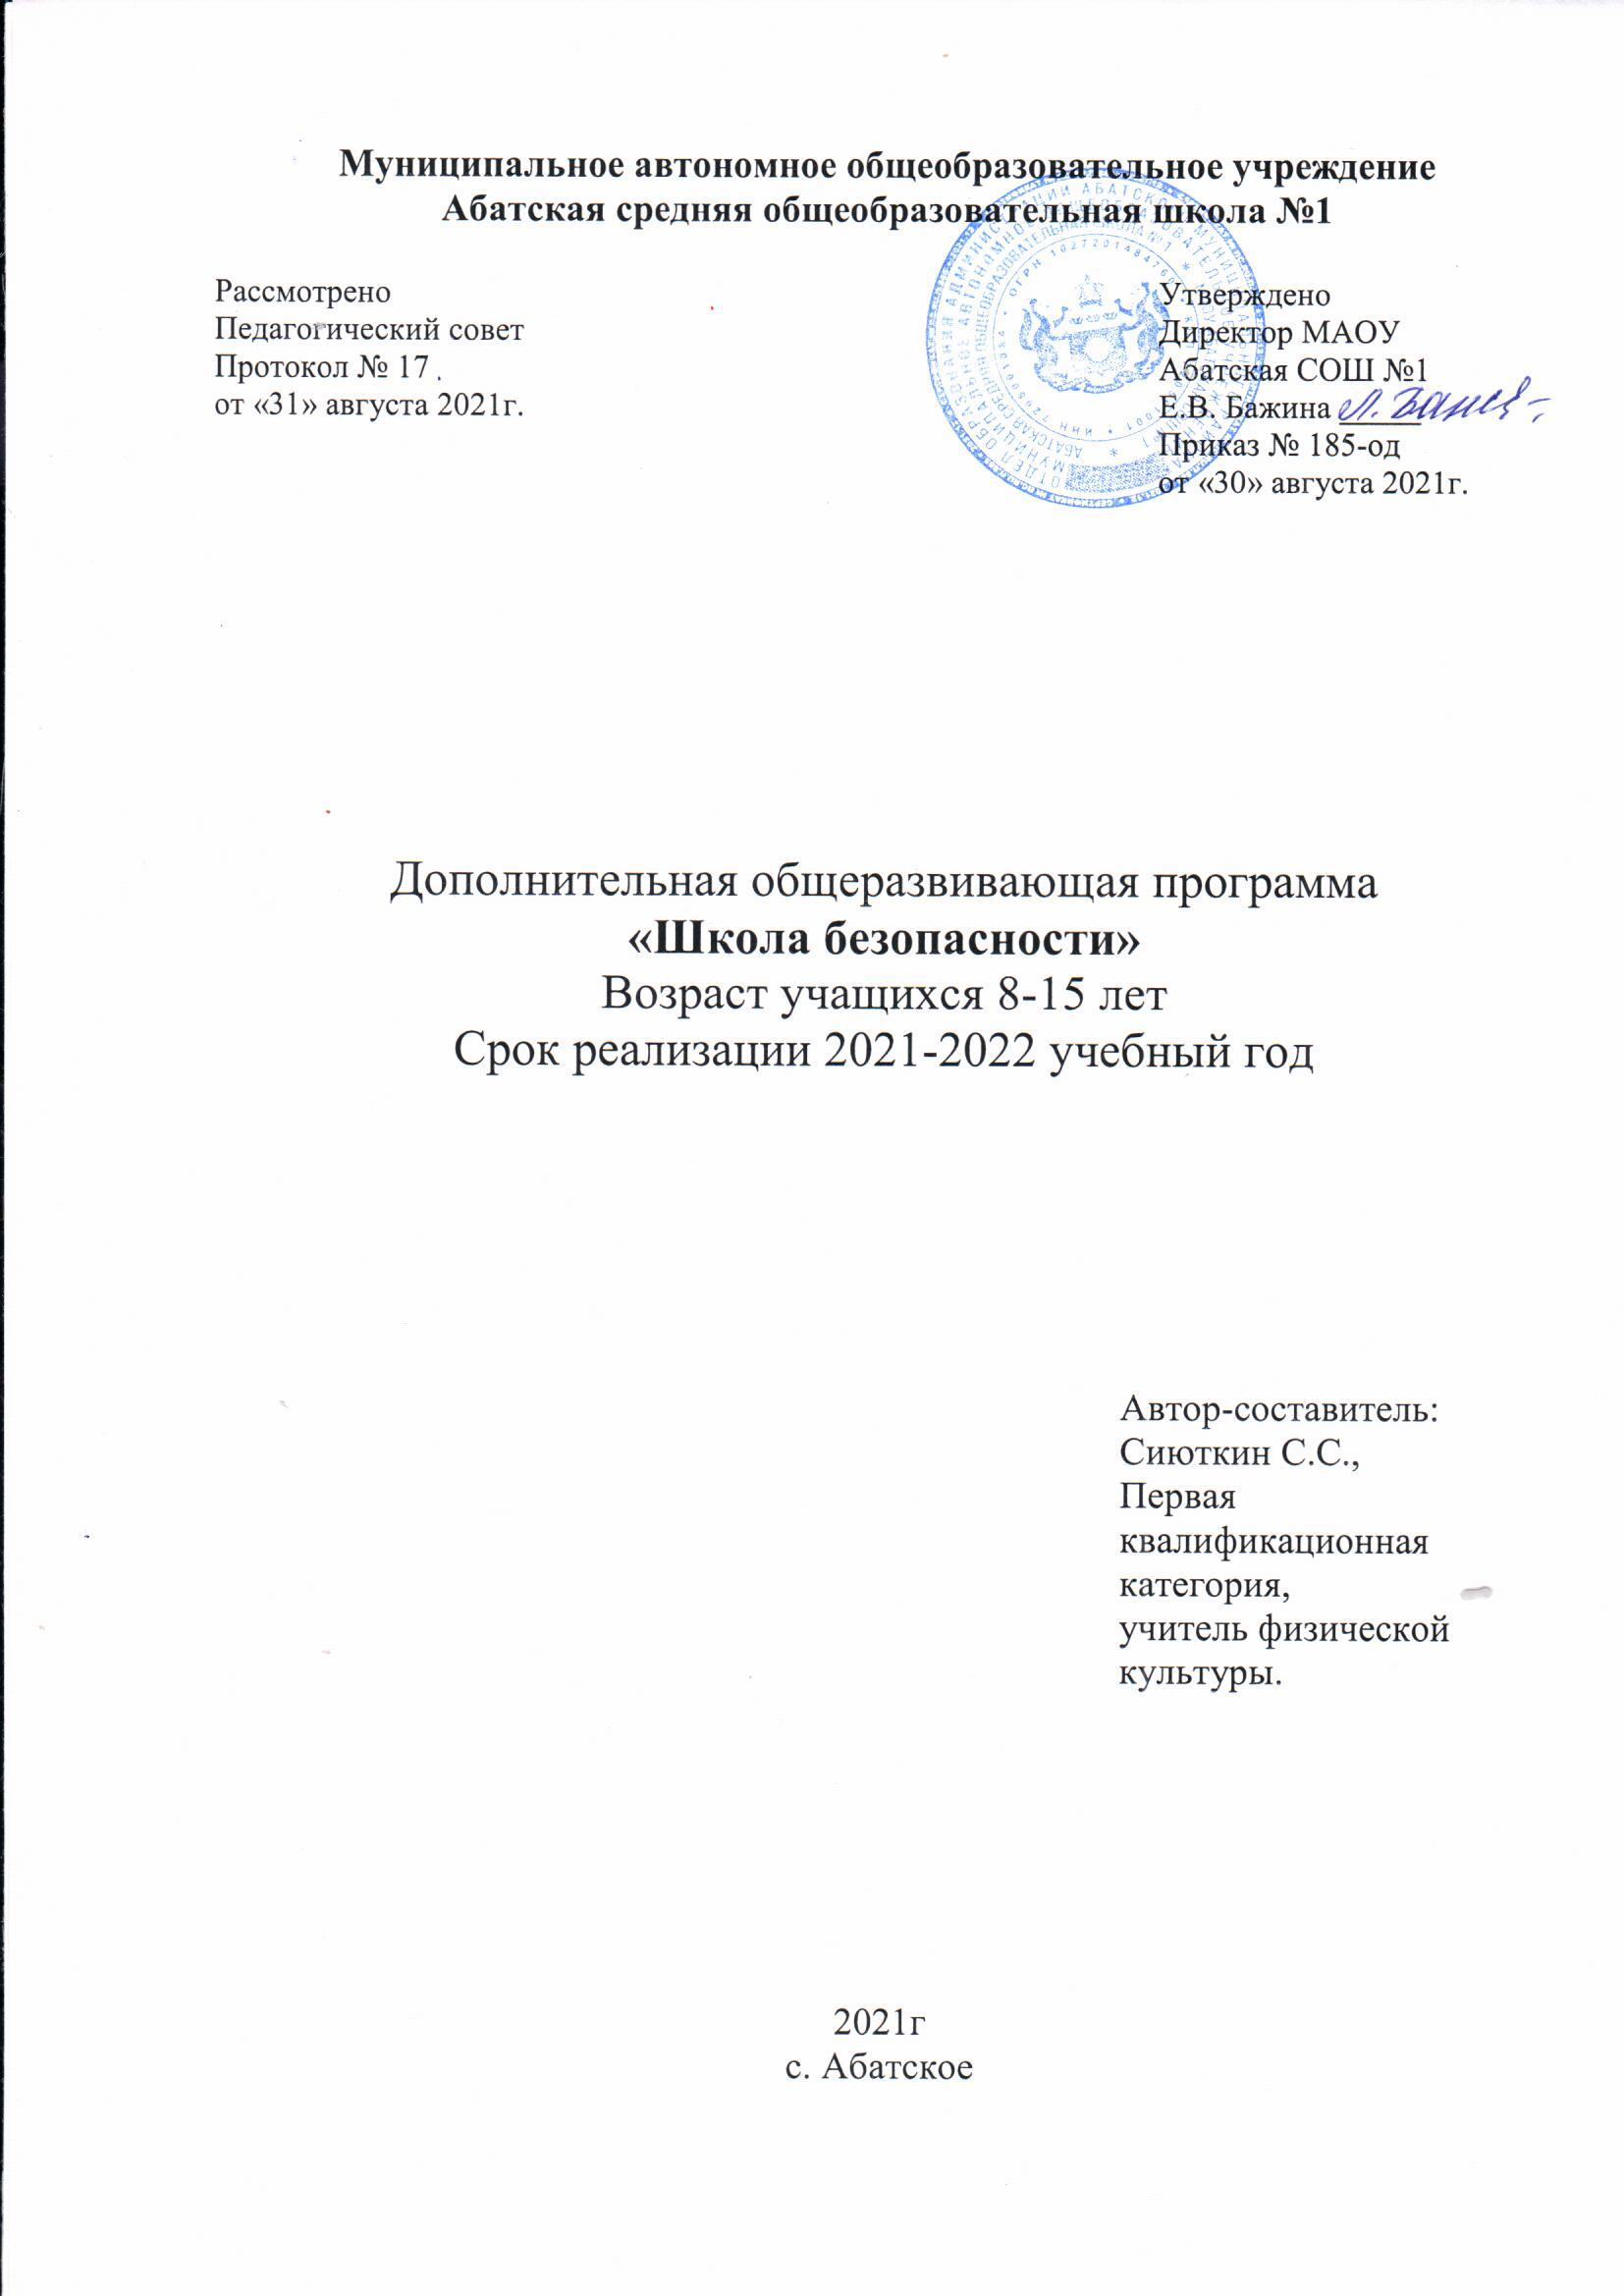 Муниципальное автономное общеобразовательное учреждение
Абатская средняя общеобразовательная школа №1
Рассмотрено
Педагогический совет
Протокол № 17
от «31» августа 2021г.
Утверждено
Директор МАОУ
Абатская СОШ №1
Е.В. Бажина
Приказ № 185-од
от «30» августа 2021г.
Дополнительная общеразвивающая программа
«Школа безопасности»
Возраст учащихся 8-15 лет
Срок реализации 2021-2022 учебный год
Автор-составитель:
Сиюткин С.С.,
Первая
квалификационная
категория,
учитель физической
культуры.
2021г
с. Абатское